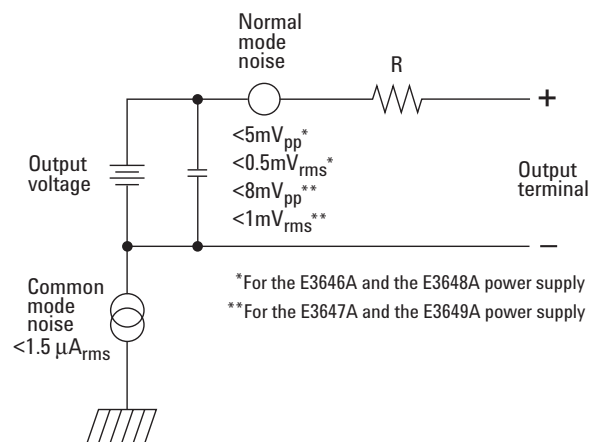 Normal
mode
noise
R
+
<5mVpp*
<0.5mVrms*
<8mVpp**
<1mVrms**
Output
voltage
Output
terminal
−
*For the E3646A and the E3648A power supply
**For the E3647A and the E3649A power supply
Common
mode
noise
<1.5 µArms